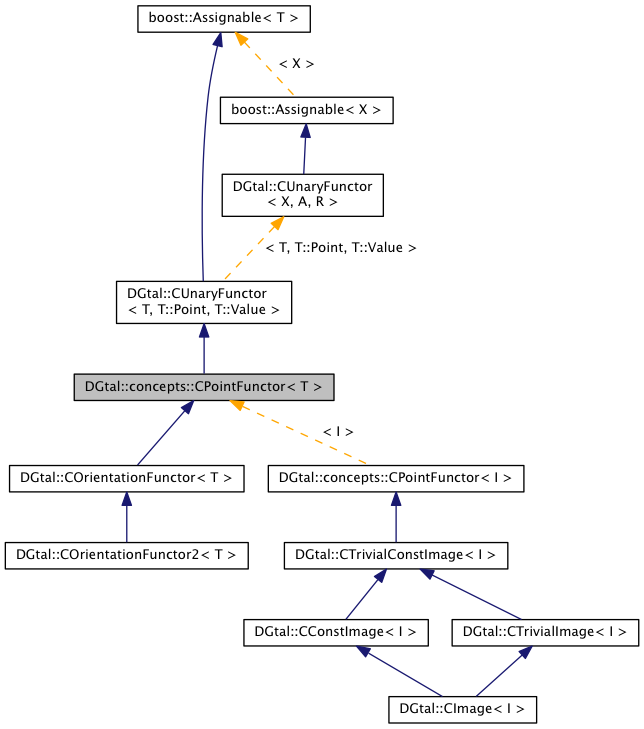 boost::Assignable< T >
< X >
boost::Assignable< X >
DGtal::CUnaryFunctor
< X, A, R >
< T, T::Point, T::Value >
DGtal::CUnaryFunctor
< T, T::Point, T::Value >
DGtal::concepts::CPointFunctor< T >
< I >
DGtal::COrientationFunctor< T >
DGtal::concepts::CPointFunctor< I >
DGtal::COrientationFunctor2< T >
DGtal::CTrivialConstImage< I >
DGtal::CConstImage< I >
DGtal::CTrivialImage< I >
DGtal::CImage< I >